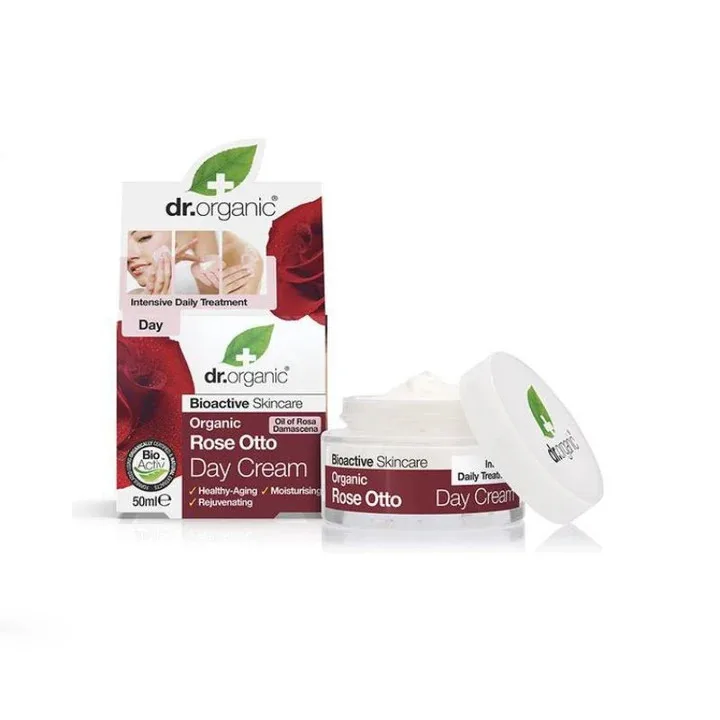 dr.organic®
Intensive Daily Treatment
Day
dr.organic®
Bioactive Skincare
Organic
Oil of Rosa
Damascena
Rose Otto
Day Cream
✓ Healthy-Aging ✓ Moisturising
✓ Rejuvenating
Bio
Activ
50ml℮
Bioactive Skincare
Organic
Rose Otto
In
Daily Treat
Day Cream
dr.organic